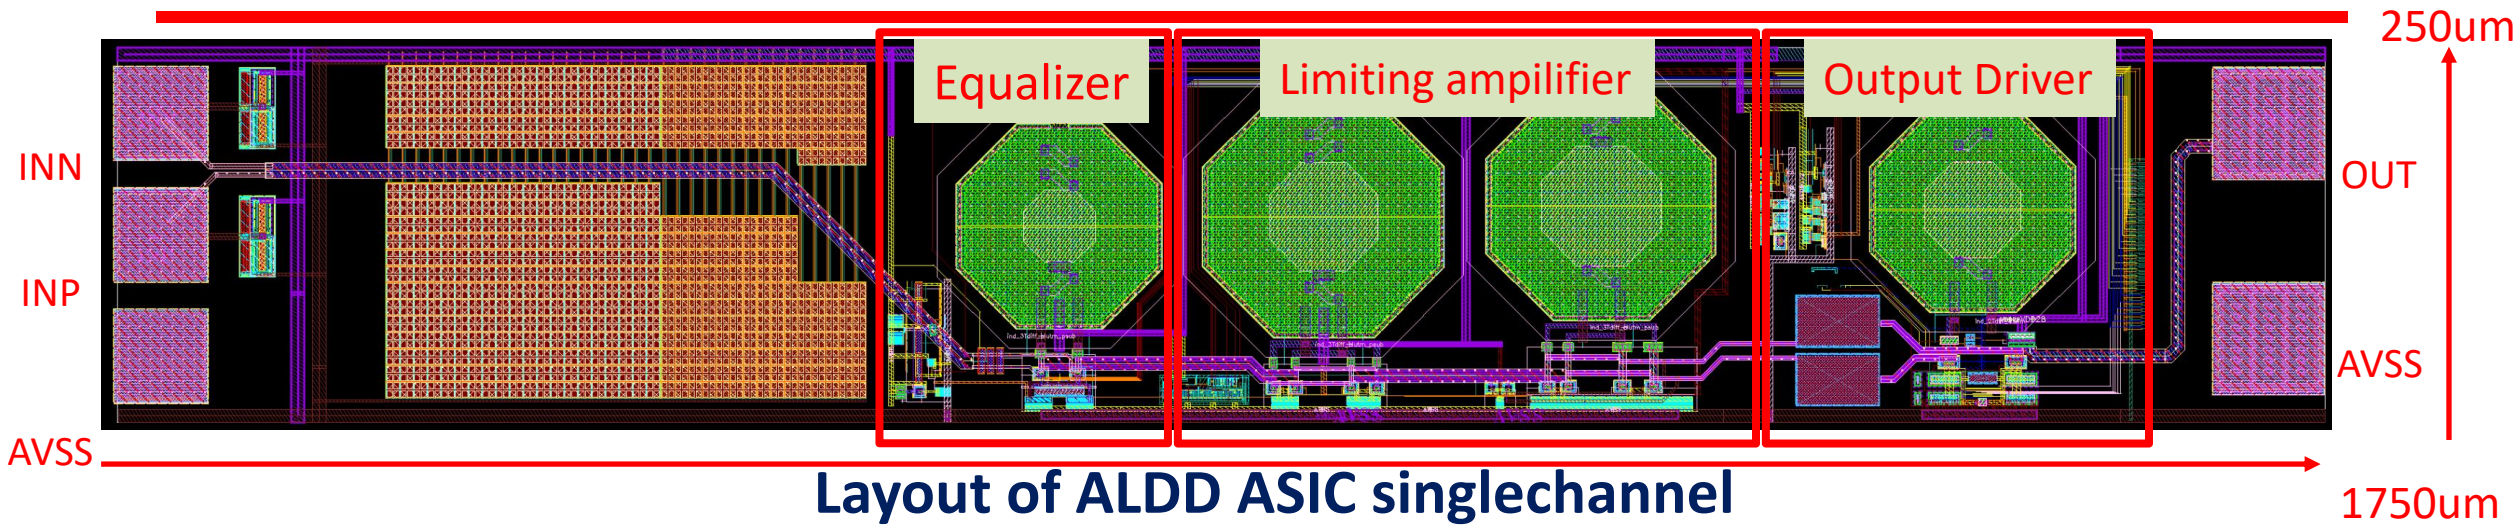 250um
Equalizer
Limiting ampilifier
Output Driver
INN
OUT
INP
AVSS
AVSS
Layout of ALDD ASIC singlechannel
1750um